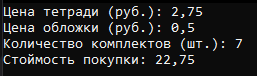 Цена тетради (руб.): 2,75
Цена обложки (руб.): 0,5
Количество комплектов (шт.): 7
Стоимость покупки: 22,75